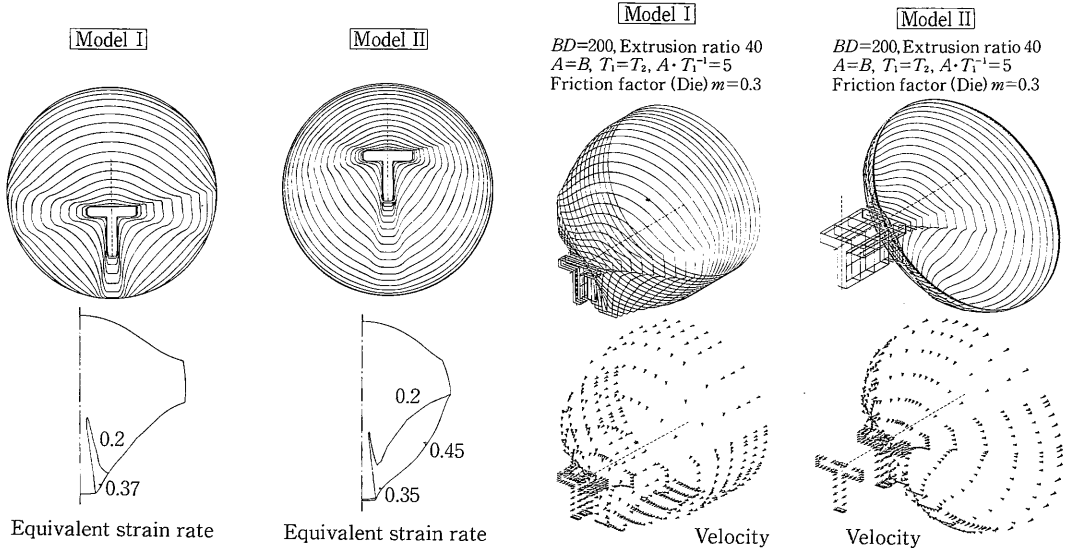 Model I
Model II
Model I
BD=200, Extrusion ratio 40
A=B, T₁=T₂, A・T₁⁻¹=5
Friction factor (Die) m=0.3
Model II
BD=200, Extrusion ratio 40
A=B, T₁=T₂, A・T₁⁻¹=5
Friction factor (Die) m=0.3
0.2
0.37
Equivalent strain rate
0.2
0.45
0.35
Equivalent strain rate
Velocity
Velocity